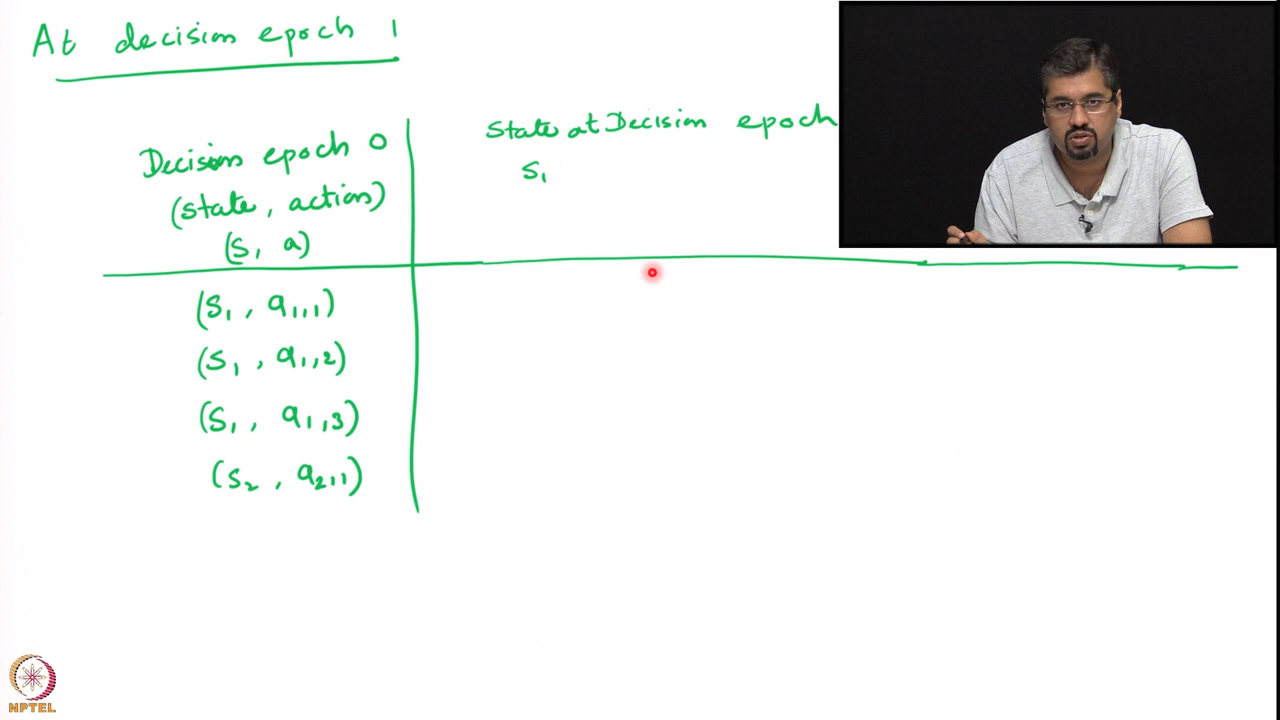 At decision epoch 1
Decision epoch 0
(state, action)
(s, a)
State at Decision epoch
s₁
(s₁, a₁,₁)
(s₁, a₁,₂)
(s₁, a₁,₃)
(s₂, a₂,₁)
NPTEL